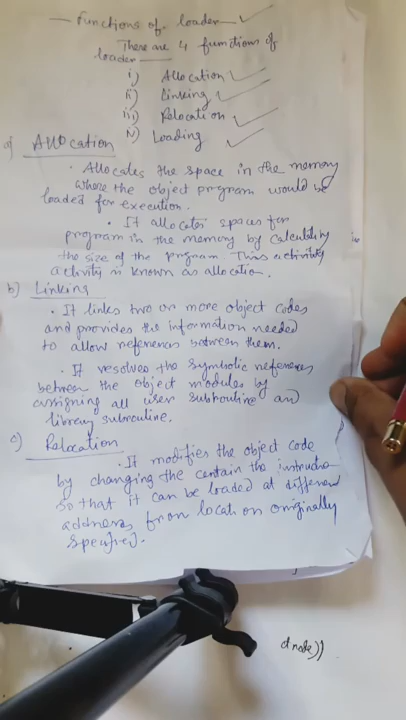 — Functions of loader —
There are 4 functions of
loader —
i) Allocation
ii) Linking
iii) Relocation
iv) Loading
a) Allocation
• Allocates the space in the memory
where the object program would be
loaded for execution.
• It allocates spaces for
program in the memory by calculating
the size of the program. This activity
activity is known as allocation.
b) Linking
• It links two or more object codes
and provides the information needed
to allow references between them.
• It resolves the symbolic references
between the object modules by
assigning all user subroutine and
library subroutine.
c) Relocation
• It modifies the object code
by changing the certain the instructio
so that it can be loaded at different
address from location originally
specified.